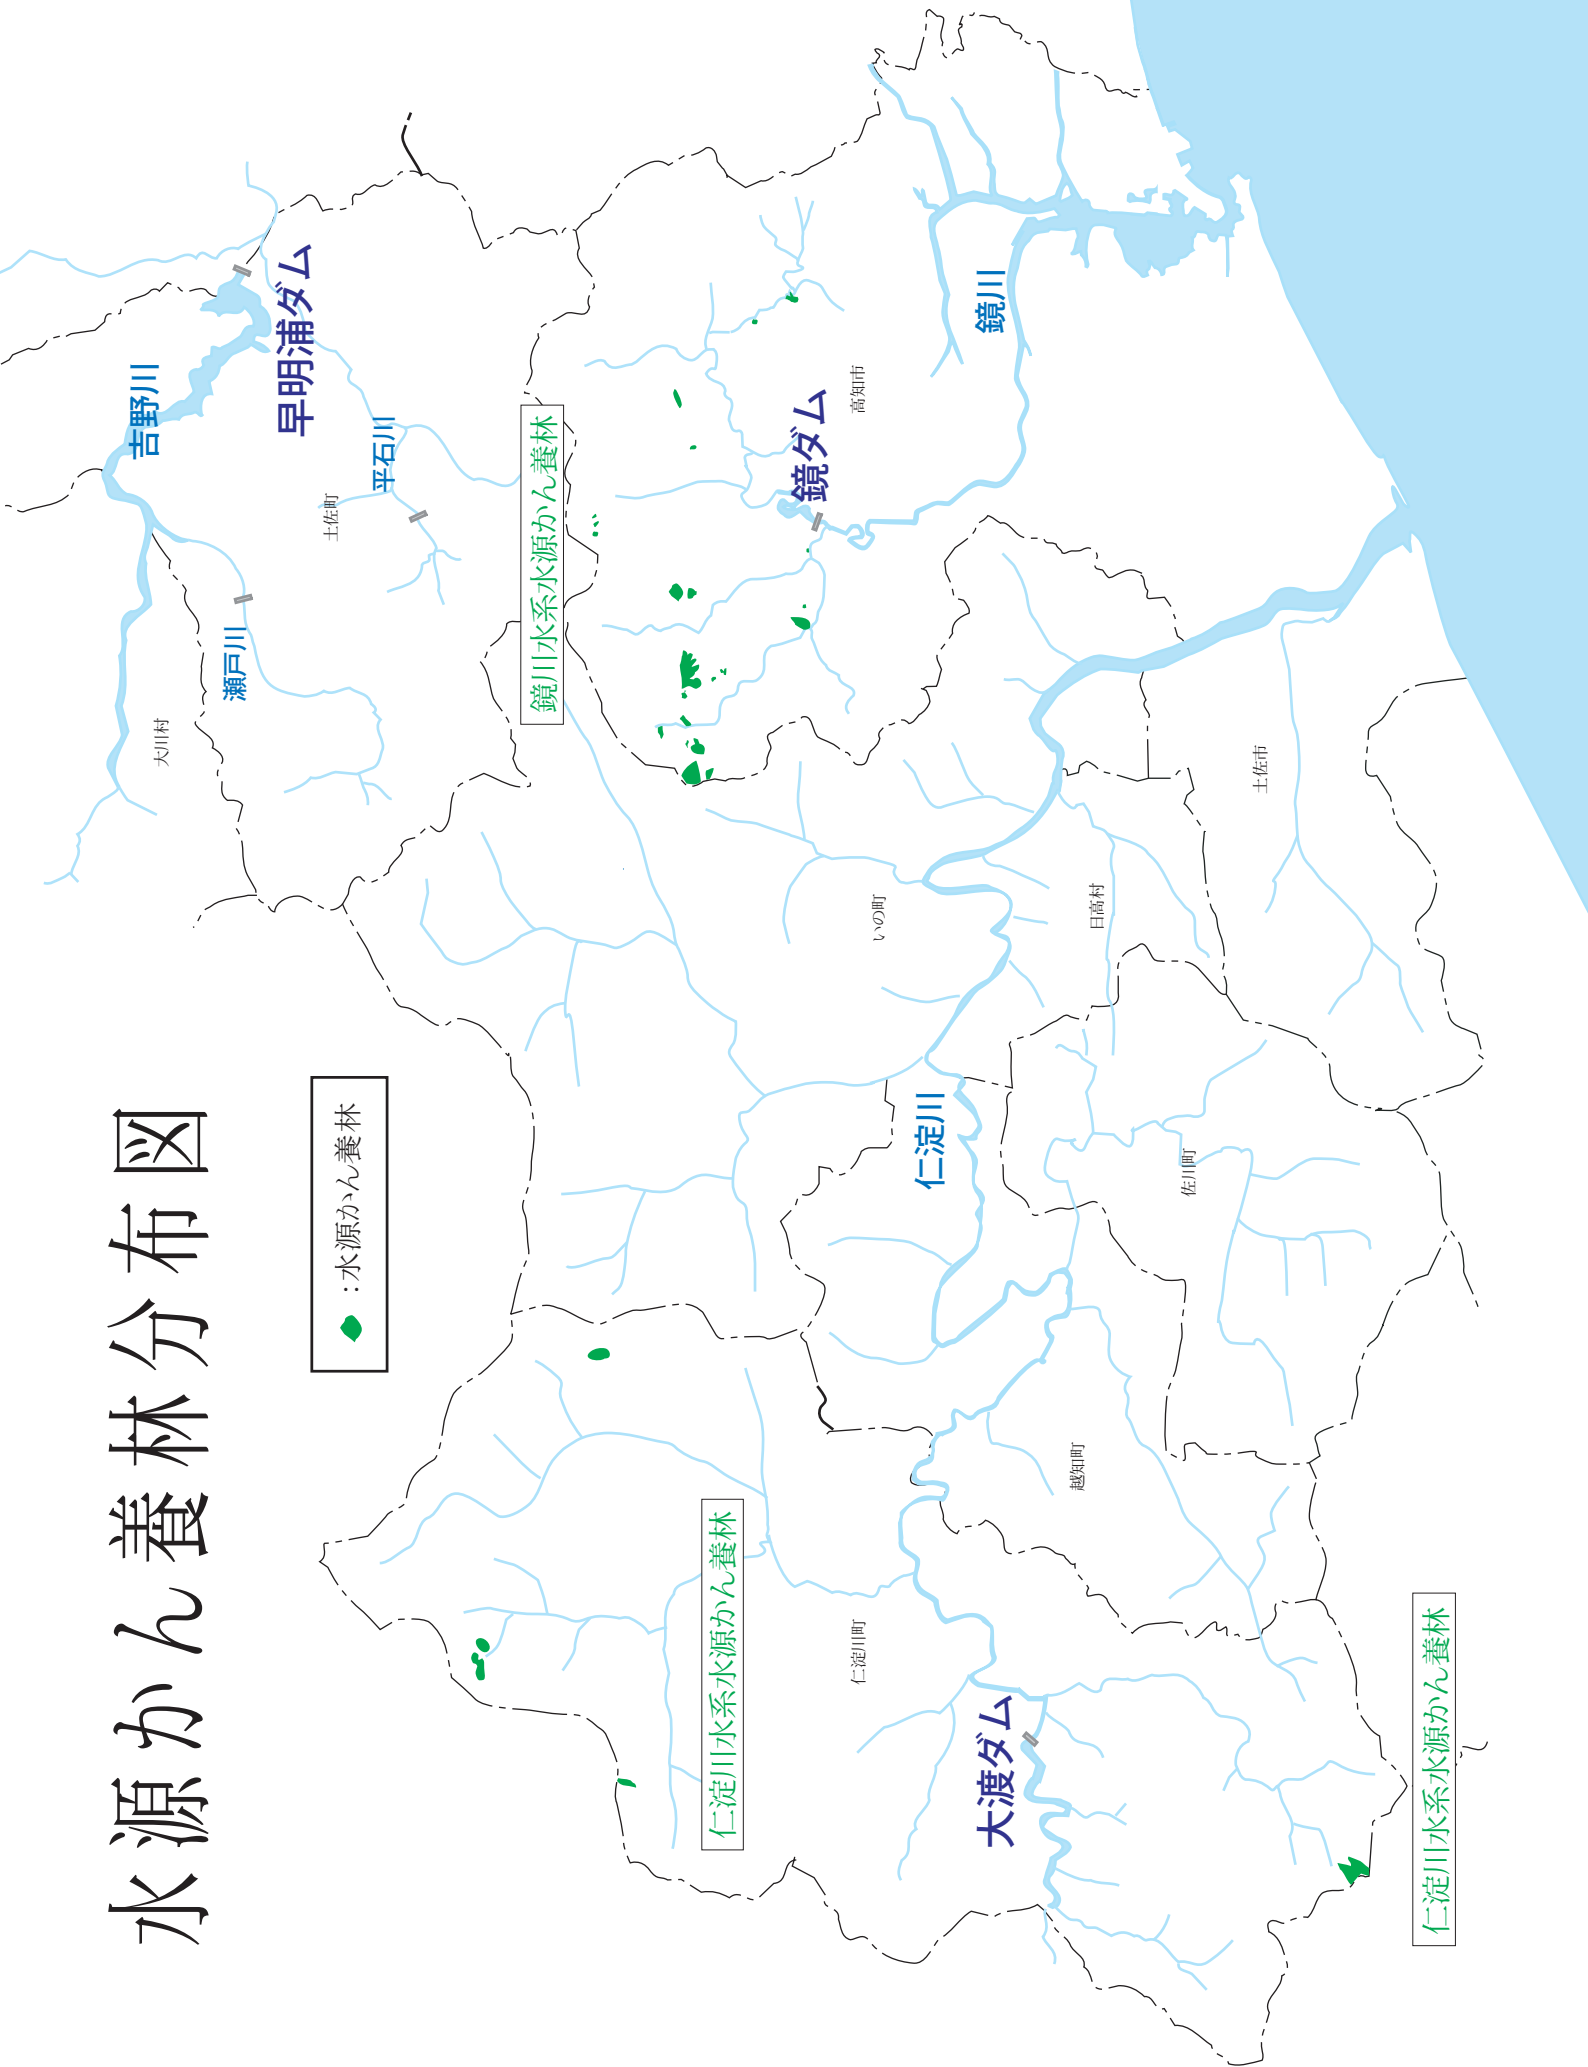 水源かん養林分布図
：水源かん養林
吉野川
早明浦ダム
平石川
土佐町
瀬戸川
大川村
鏡川水系水源かん養林
鏡川
高知市
鏡ダム
土佐市
いの町
日高村
仁淀川
佐川町
越知町
仁淀川水系水源かん養林
仁淀川町
大渡ダム
仁淀川水系水源かん養林